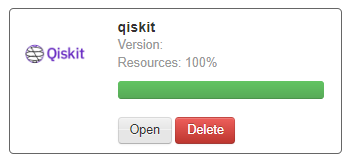 Qiskit
qiskit
Version:
Resources: 100%
Open
Delete